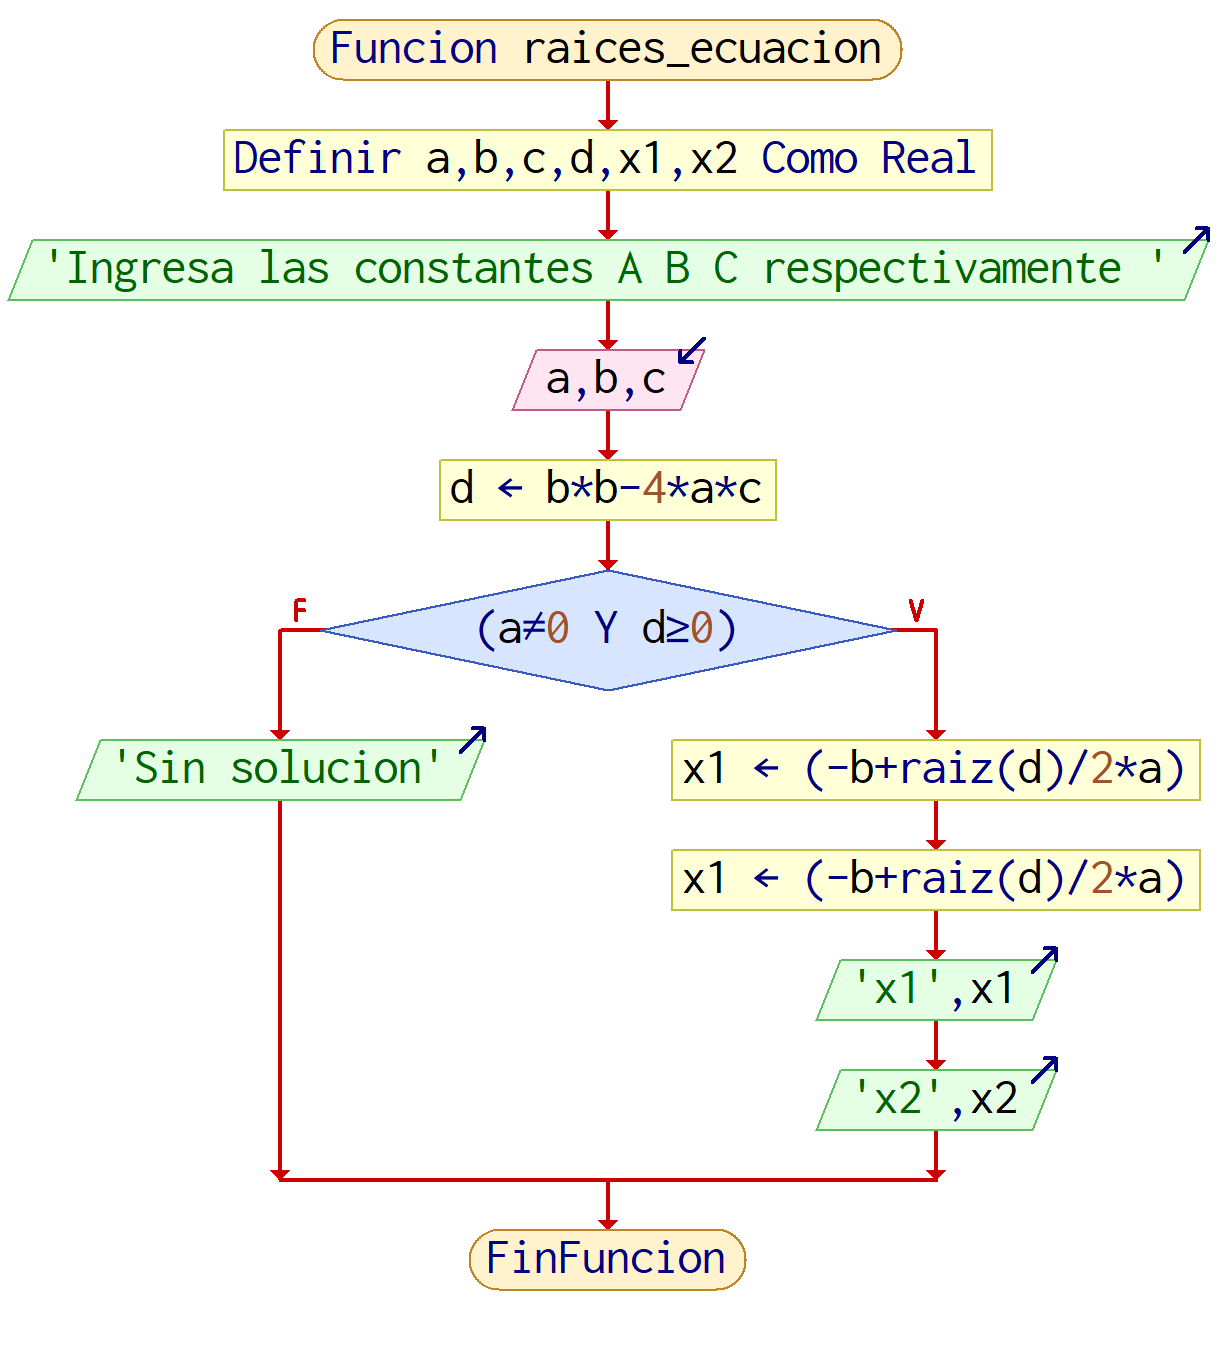 Funcion raices_ecuacion
Definir a,b,c,d,x1,x2 Como Real
'Ingresa las constantes A B C respectivamente '
a,b,c
d ← b*b-4*a*c
(a≠0 Y d≥0)
F
V
'Sin solucion'
x1 ← (-b+raiz(d)/2*a)
x1 ← (-b+raiz(d)/2*a)
'x1',x1
'x2',x2
FinFuncion